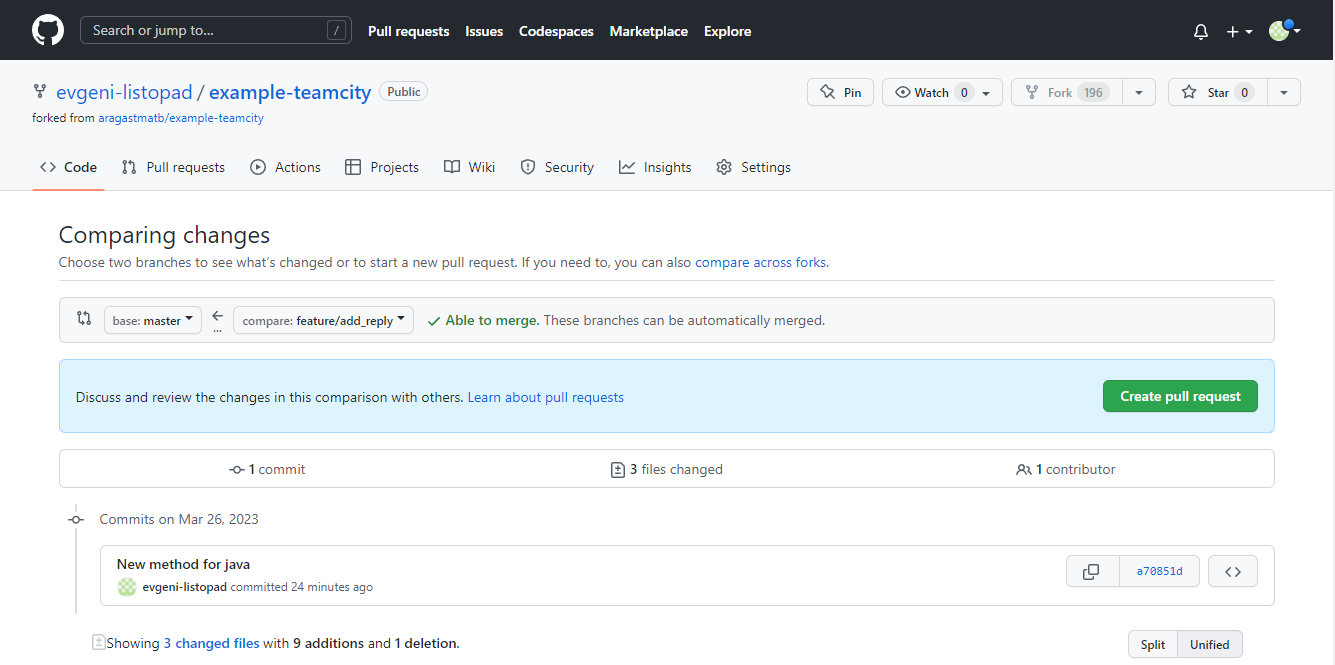 Search or jump to... / Pull requests Issues Codespaces Marketplace Explore
evgeni-listopad / example-teamcity Public Pin Watch 0 Fork 196 Star 0
forked from aragastmatb/example-teamcity
Code Pull requests Actions Projects Wiki Security Insights Settings
Comparing changes
Choose two branches to see what's changed or to start a new pull request. If you need to, you can also compare across forks.
base: master ... compare: feature/add_reply Able to merge. These branches can be automatically merged.
Discuss and review the changes in this comparison with others. Learn about pull requests Create pull request
1 commit 3 files changed 1 contributor
Commits on Mar 26, 2023
New method for java
a70851d
evgeni-listopad committed 24 minutes ago
Showing 3 changed files with 9 additions and 1 deletion. Split Unified